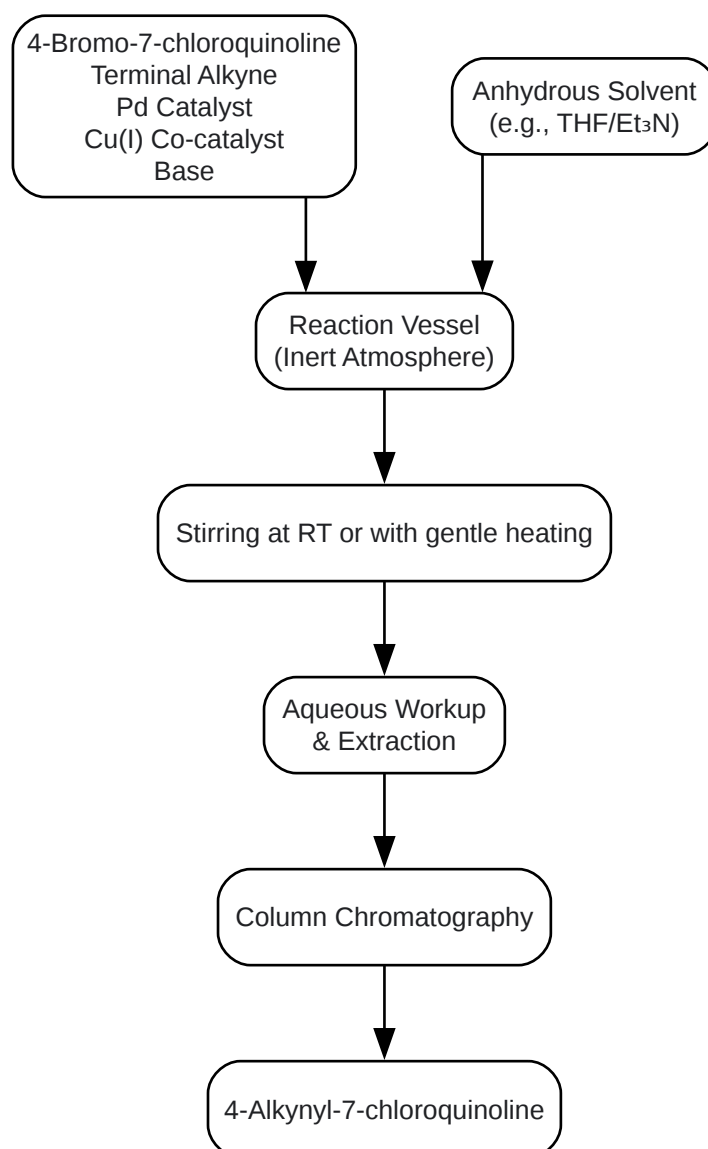 4-Bromo-7-chloroquinoline
Terminal Alkyne
Pd Catalyst
Cu(I) Co-catalyst
Base
Anhydrous Solvent
(e.g., THF/Et₃N)
Reaction Vessel
(Inert Atmosphere)
Stirring at RT or with gentle heating
Aqueous Workup
& Extraction
Column Chromatography
4-Alkynyl-7-chloroquinoline